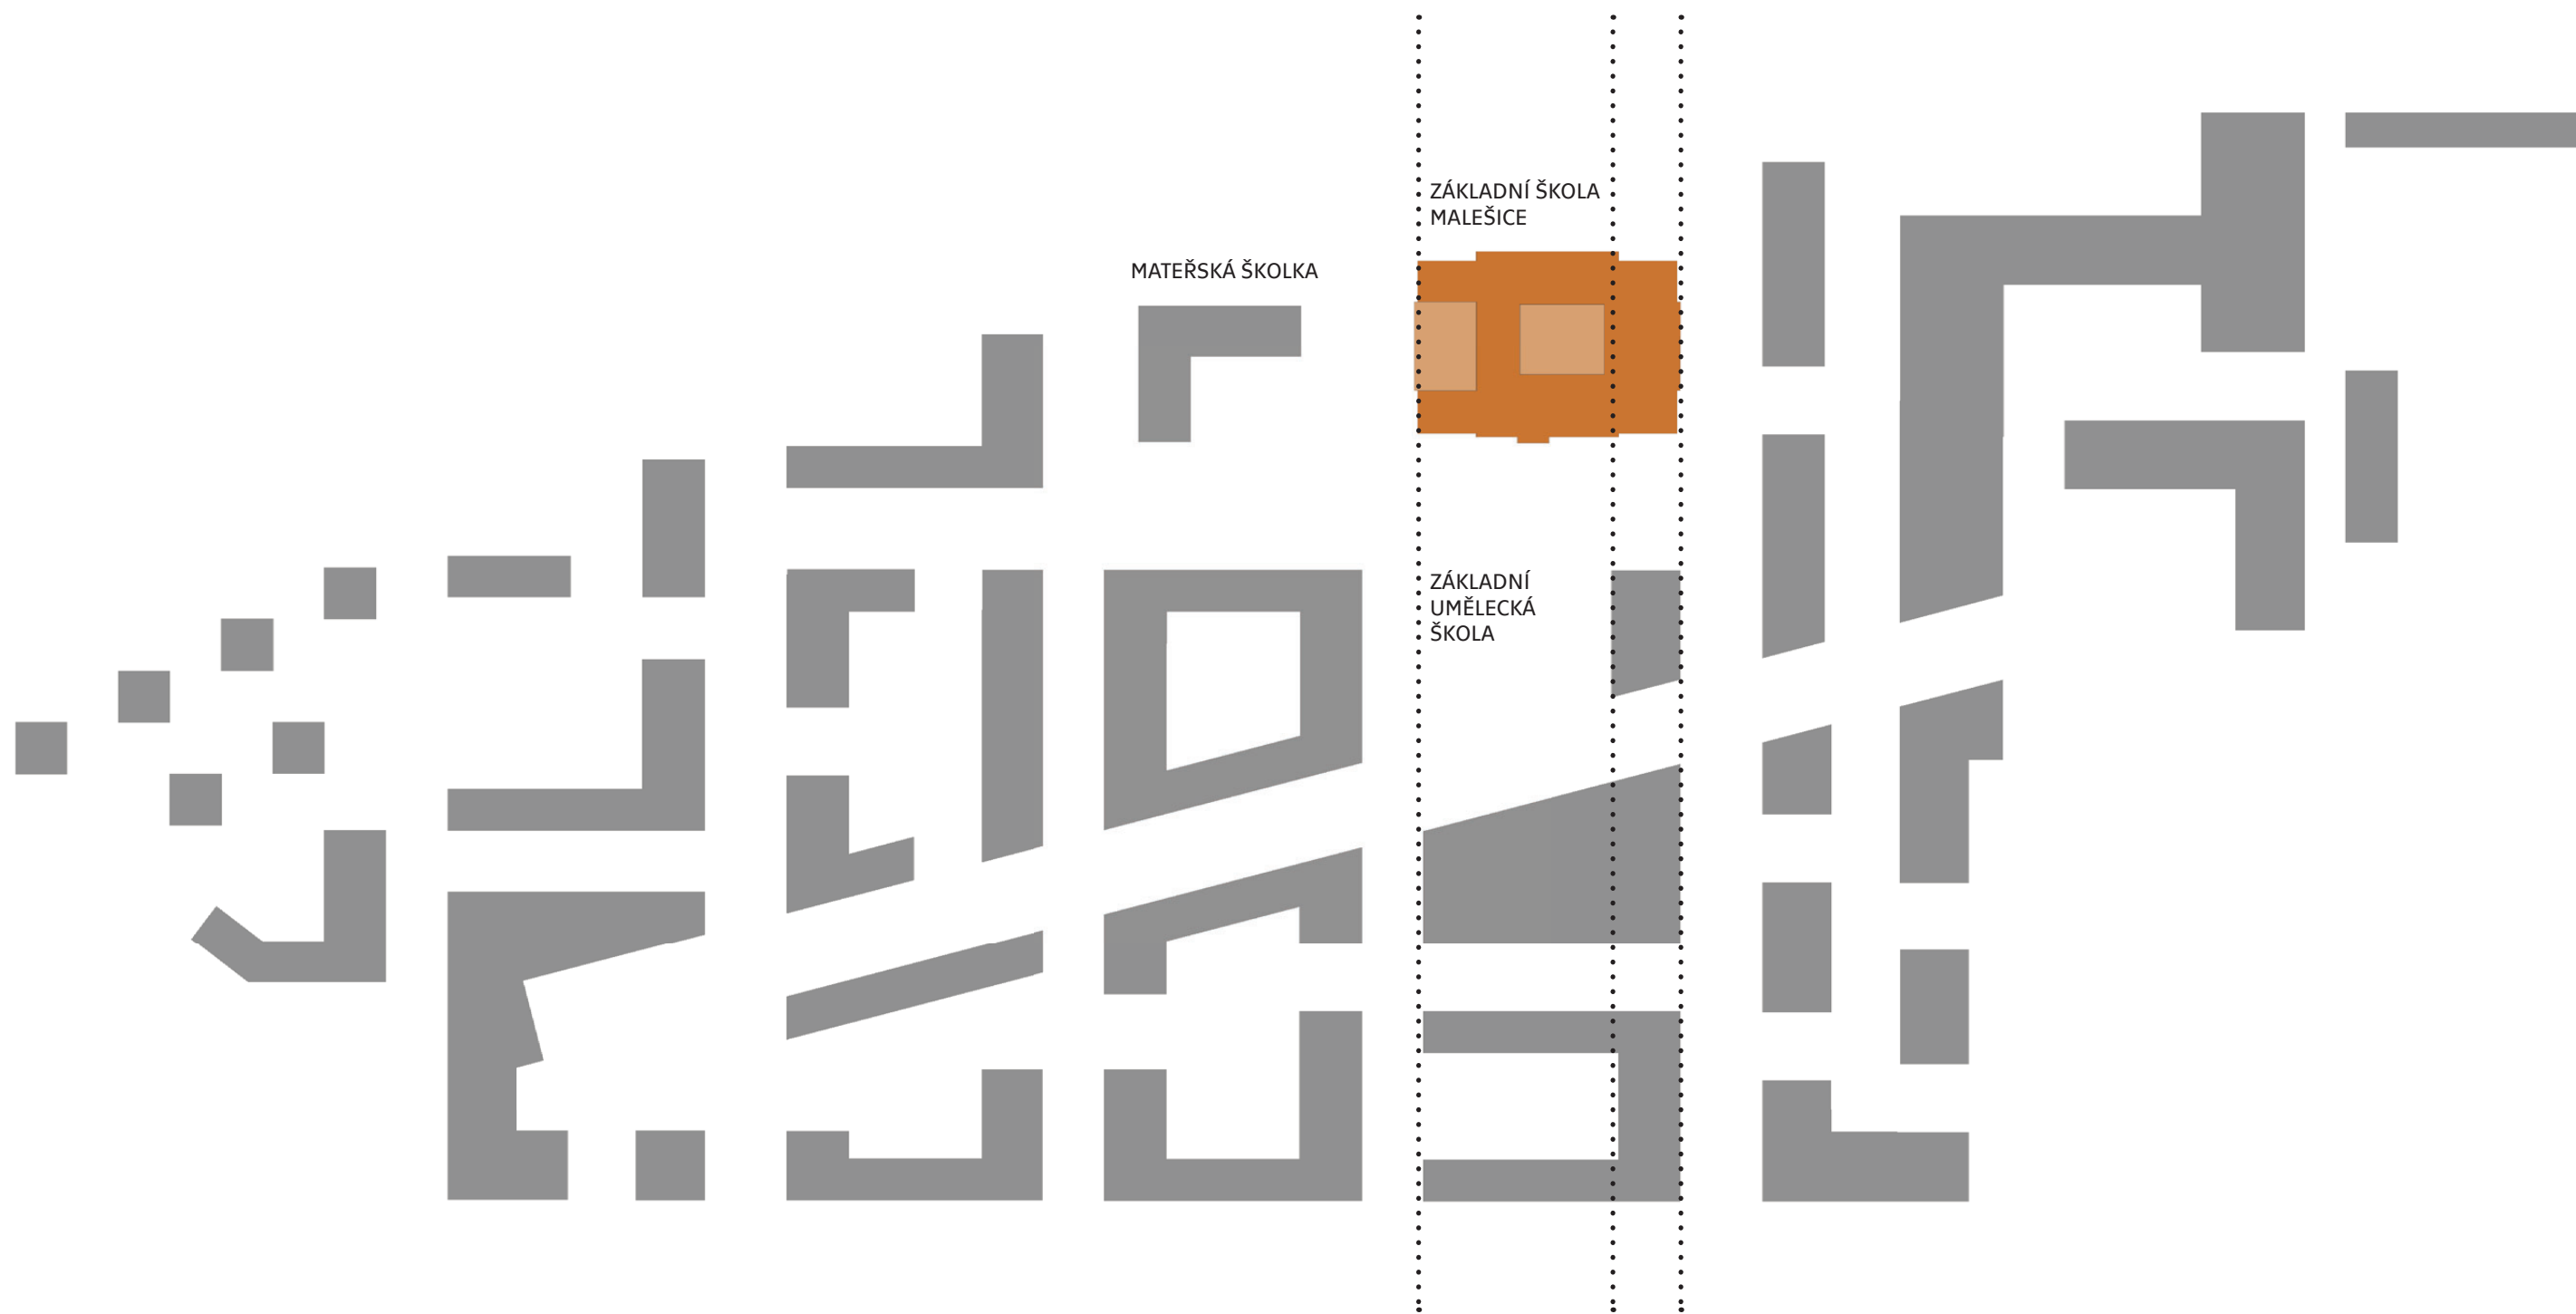 ZÁKLADNÍ ŠKOLA
MALEŠICE
MATEŘSKÁ ŠKOLKA
ZÁKLADNÍ
UMĚLECKÁ
ŠKOLA